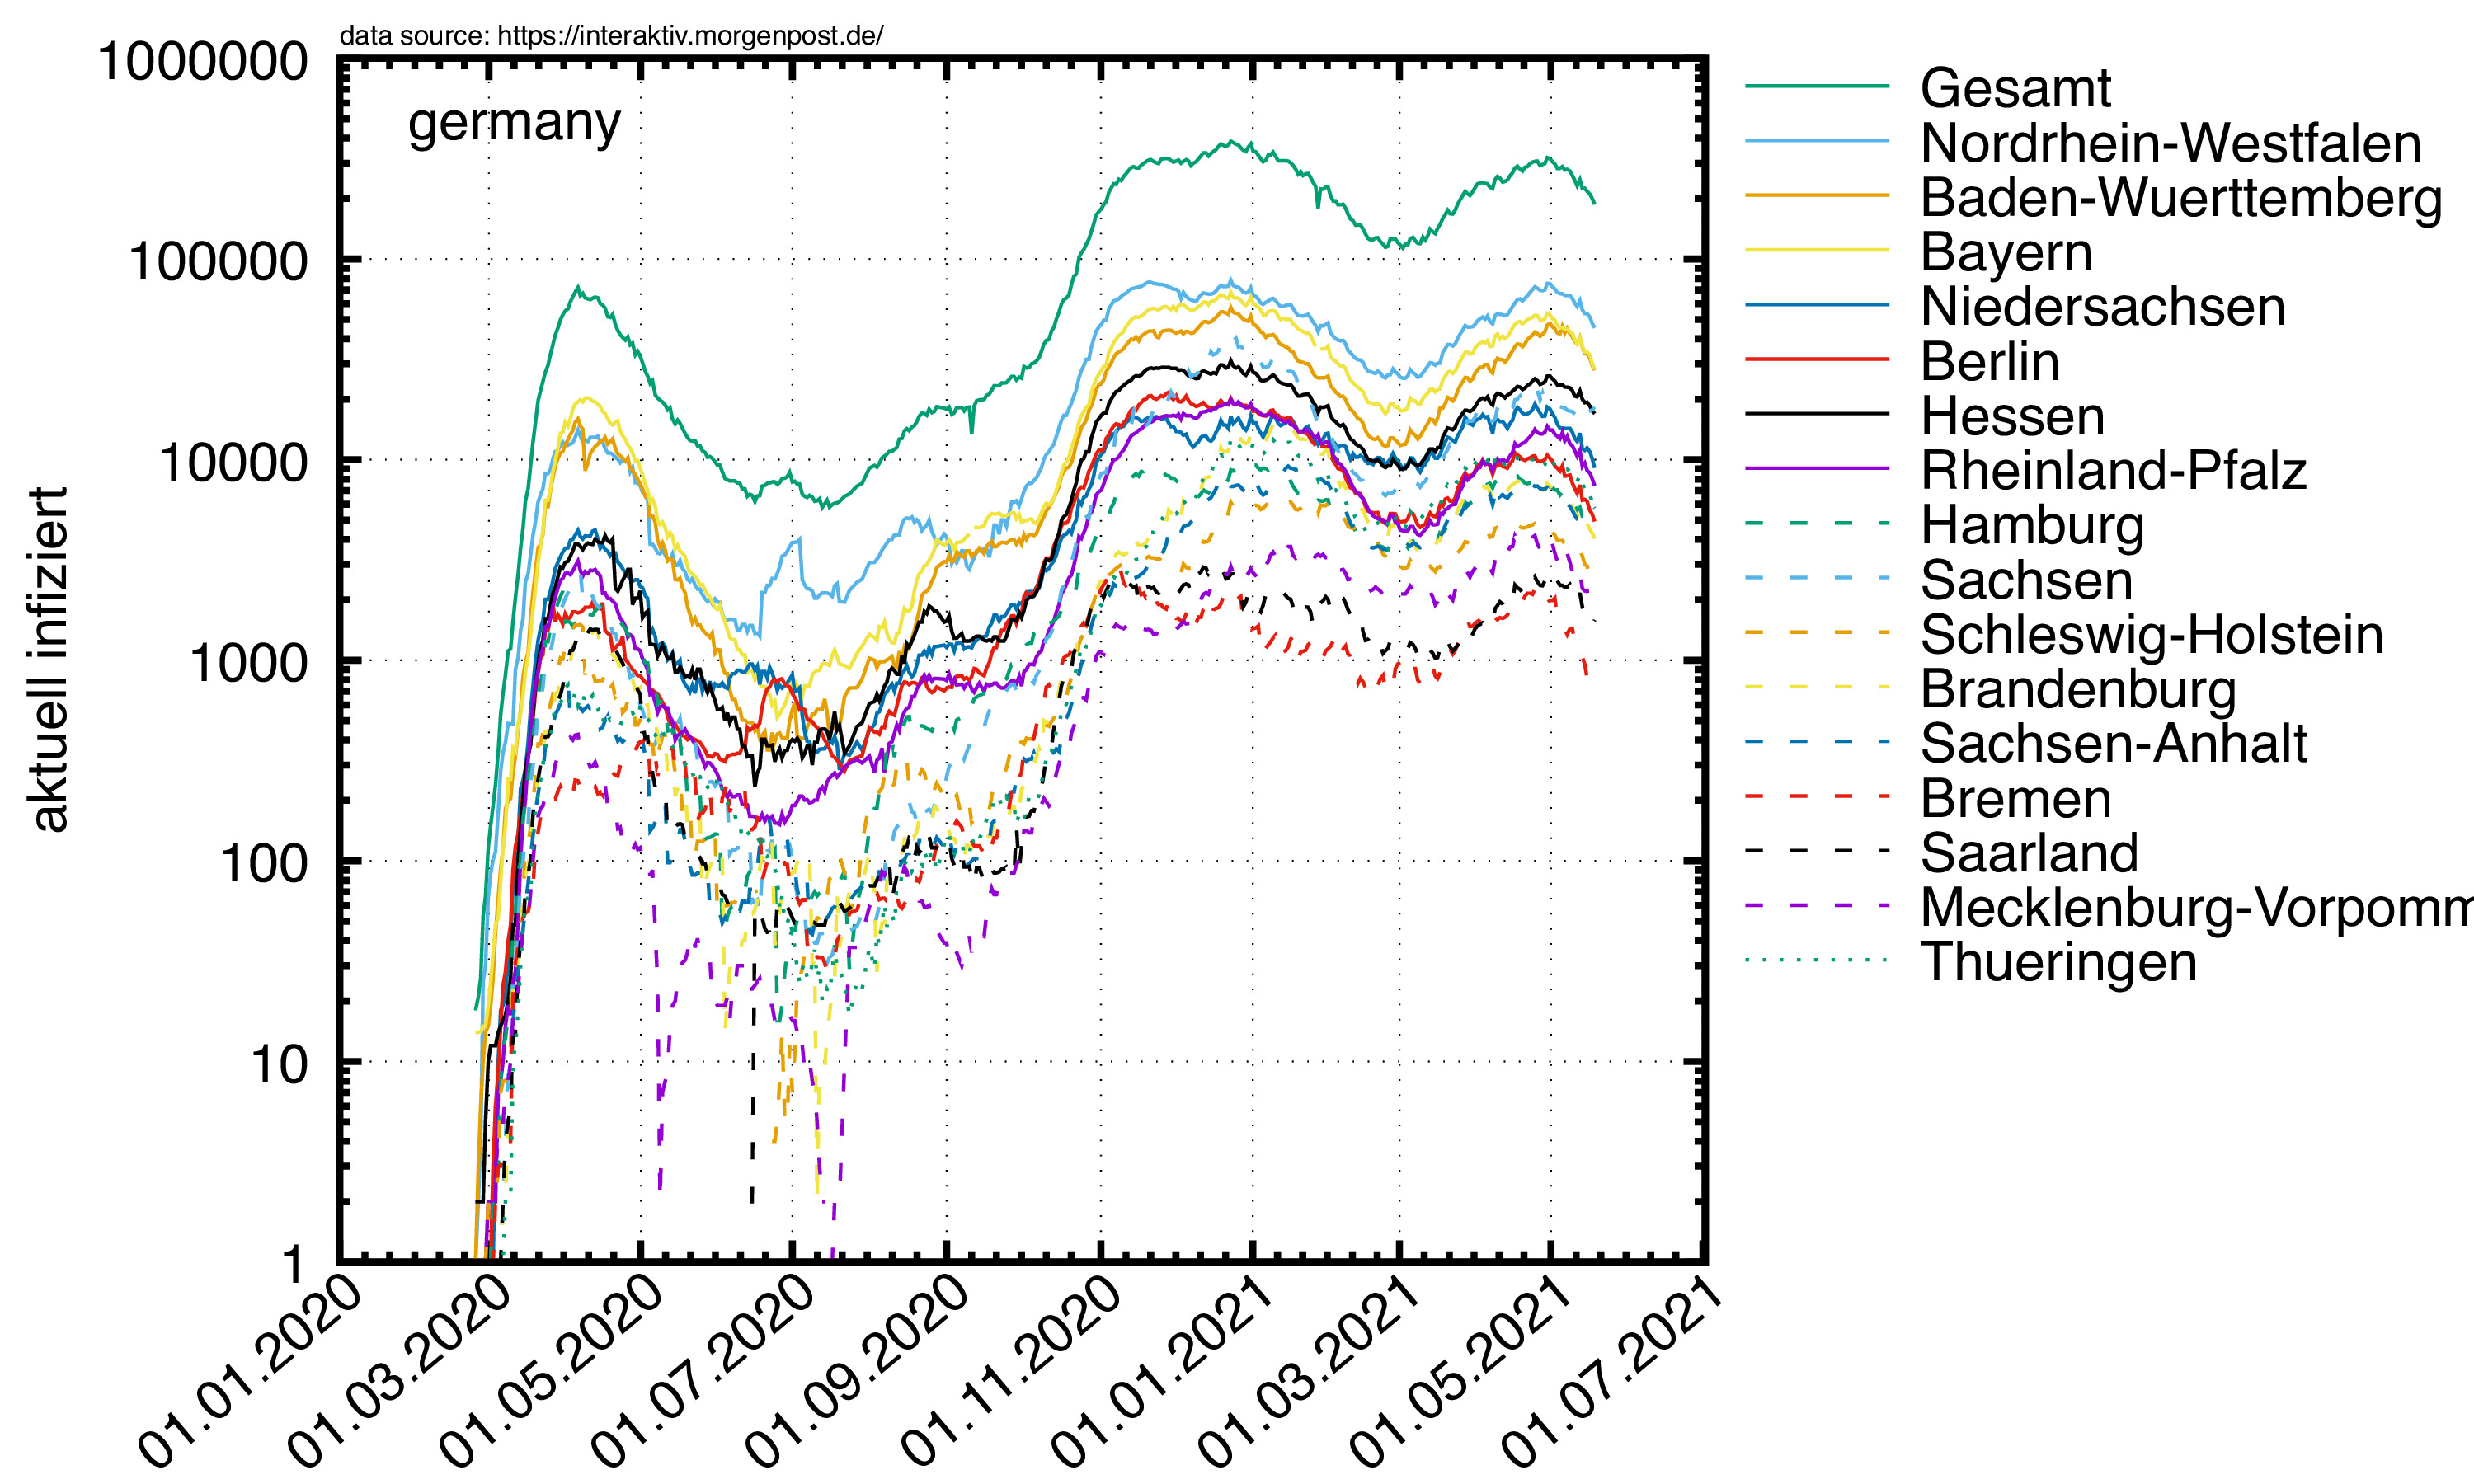 data source: https://interaktiv.morgenpost.de/
germany
aktuell infiziert
1000000
100000
10000
1000
100
10
1
01.01.2020
01.03.2020
01.05.2020
01.07.2020
01.09.2020
01.11.2020
01.01.2021
01.03.2021
01.05.2021
01.07.2021
Gesamt
Nordrhein-Westfalen
Baden-Wuerttemberg
Bayern
Niedersachsen
Berlin
Hessen
Rheinland-Pfalz
Hamburg
Sachsen
Schleswig-Holstein
Brandenburg
Sachsen-Anhalt
Bremen
Saarland
Mecklenburg-Vorpomm
Thueringen